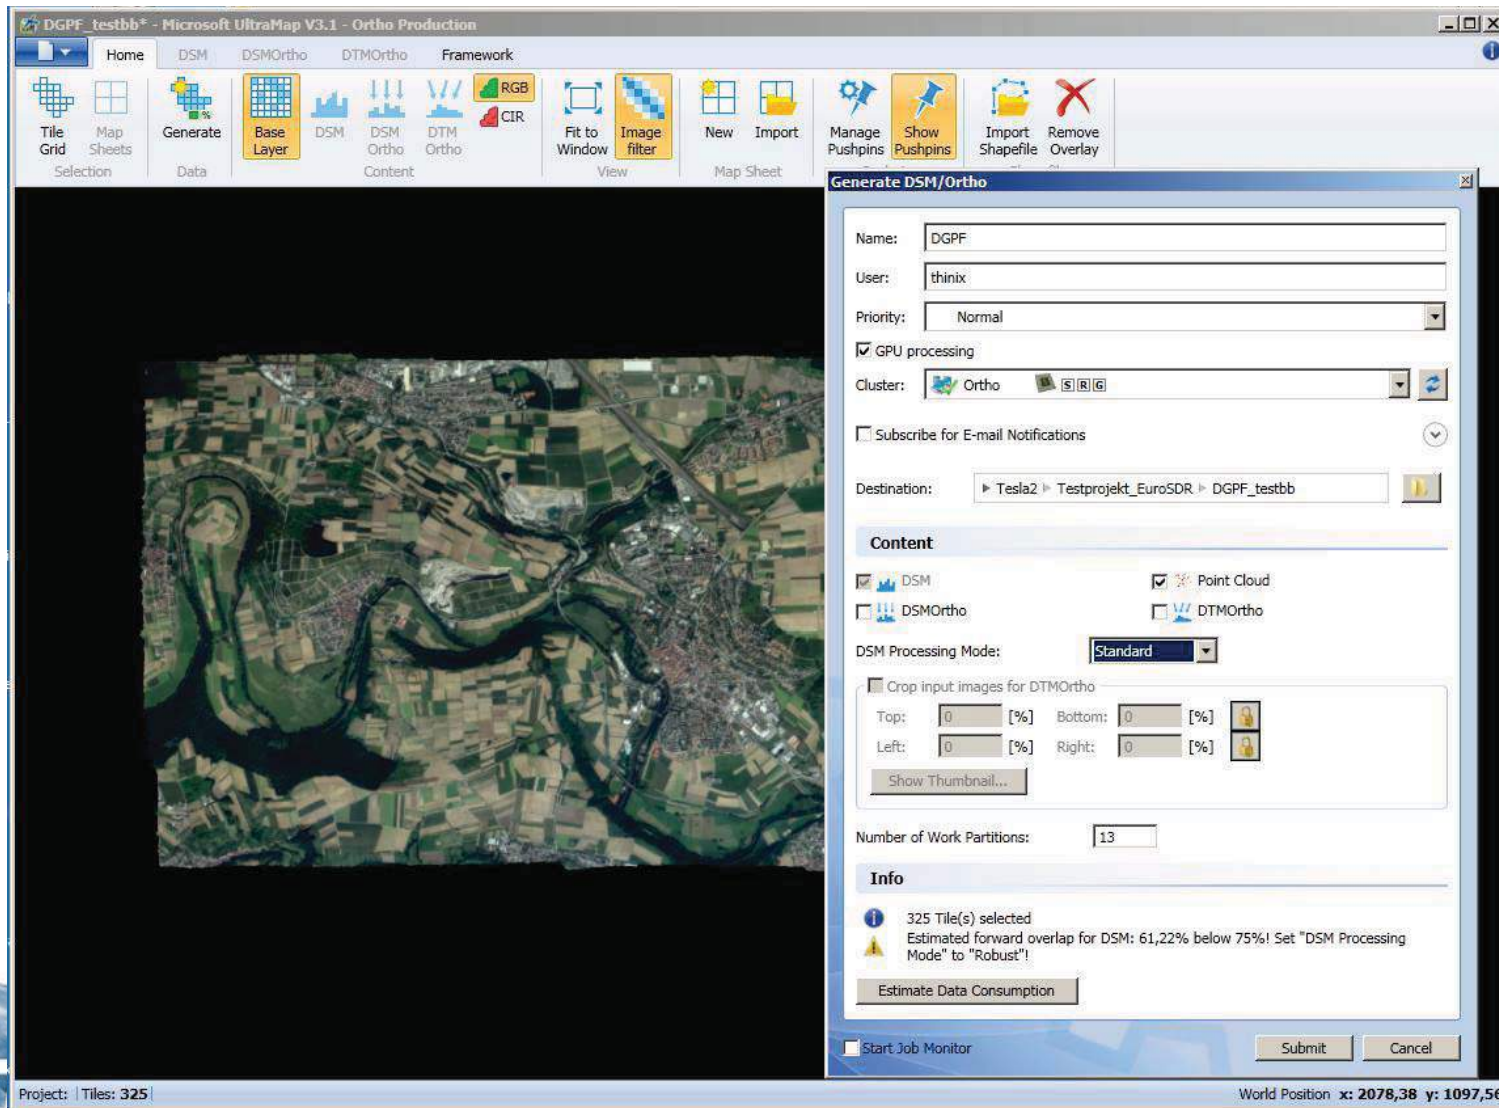 DGPF_testbb* - Microsoft UltraMap V3.1 - Ortho Production
Home DSM DSMOrtho DTMOrtho Framework
Tile Grid
Map Sheets
Selection
Generate
Data
Base Layer
DSM
DSM Ortho
DTM Ortho
RGB
CIR
Content
Fit to Window
Image filter
View
New
Import
Map Sheet
Manage Pushpins
Show Pushpins
Import Shapefile
Remove Overlay
Generate DSM/Ortho
Name: DGPF
User: thinix
Priority: Normal
GPU processing
Cluster: Ortho S R G
Subscribe for E-mail Notifications
Destination: Tesla2 Testprojekt_EuroSDR DGPF_testbb
Content
DSM Point Cloud
DSMOrtho DTMOrtho
DSM Processing Mode: Standard
Crop input images for DTMOrtho
Top: 0 [%] Bottom: 0 [%]
Left: 0 [%] Right: 0 [%]
Show Thumbnail...
Number of Work Partitions: 13
Info
325 Tile(s) selected
Estimated forward overlap for DSM: 61,22% below 75%! Set "DSM Processing
Mode" to "Robust"!
Estimate Data Consumption
Start Job Monitor Submit Cancel
Project: Tiles: 325 World Position x: 2078,38 y: 1097,56